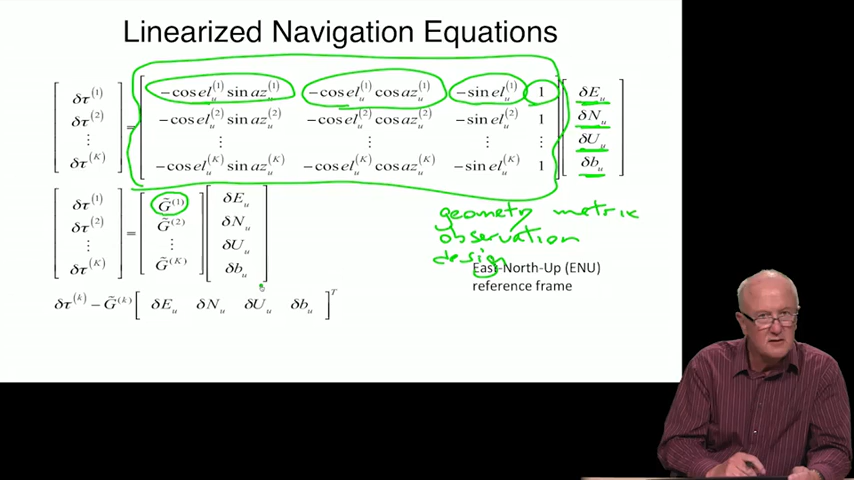 Linearized Navigation Equations
δτ^(1) −cos el_u^(1) sin az_u^(1) −cos el_u^(1) cos az_u^(1) −sin el_u^(1) 1 δE_u
δτ^(2) −cos el_u^(2) sin az_u^(2) −cos el_u^(2) cos az_u^(2) −sin el_u^(2) 1 δN_u
⋮ = ⋮ ⋮ ⋮ ⋮ δU_u
δτ^(K) −cos el_u^(K) sin az_u^(K) −cos el_u^(K) cos az_u^(K) −sin el_u^(K) 1 δb_u
δτ^(1) G̃^(1) δE_u
δτ^(2) G̃^(2) δN_u
⋮ = ⋮ δU_u
δτ^(K) G̃^(K) δb_u
geometry metrix
observation
design
East-North-Up (ENU)
reference frame
δτ^(k) − G̃^(k) [ δE_u δN_u δU_u δb_u ]^T